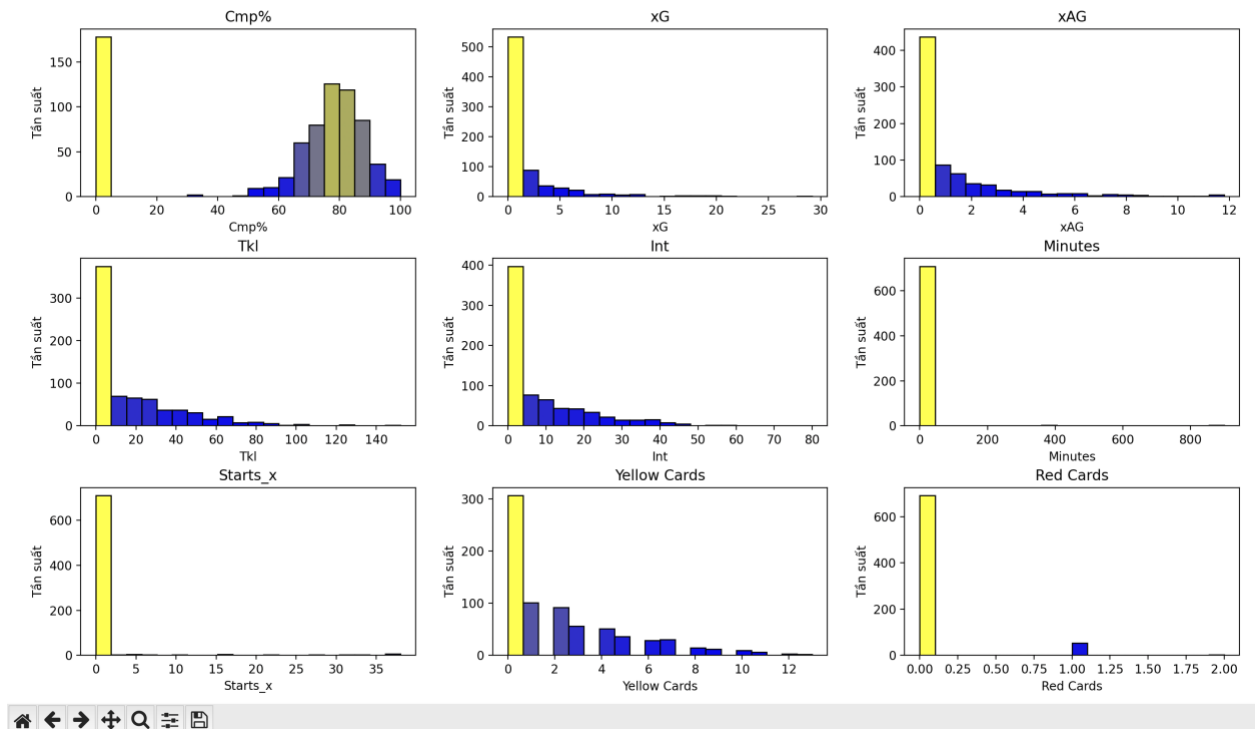 Cmp%
Tần suất
150
100
50
0
0 20 40 60 80 100
Cmp%
xG
Tần suất
500
400
300
200
100
0
0 5 10 15 20 25 30
xG
xAG
Tần suất
400
300
200
100
0
0 2 4 6 8 10 12
xAG
Tkl
Tần suất
300
200
100
0
0 20 40 60 80 100 120 140
Tkl
Int
Tần suất
400
300
200
100
0
0 10 20 30 40 50 60 70 80
Int
Minutes
Tần suất
600
400
200
0
0 200 400 600 800
Minutes
Starts_x
Tần suất
600
400
200
0
0 5 10 15 20 25 30 35
Starts_x
Yellow Cards
Tần suất
300
200
100
0
0 2 4 6 8 10 12
Yellow Cards
Red Cards
Tần suất
600
400
200
0
0.00 0.25 0.50 0.75 1.00 1.25 1.50 1.75 2.00
Red Cards